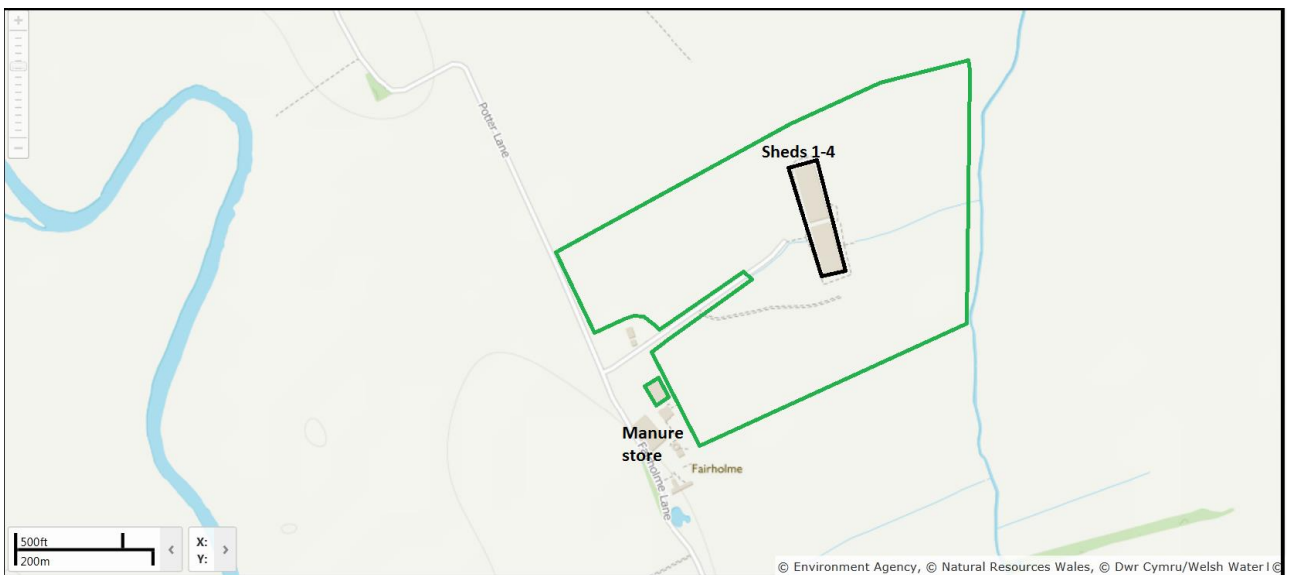 Potter Lane
Sheds 1-4
Manure
store
Fairholme Lane
Fairholme
500ft
200m
X:
Y:
© Environment Agency, © Natural Resources Wales, © Dwr Cymru/Welsh Water | ©